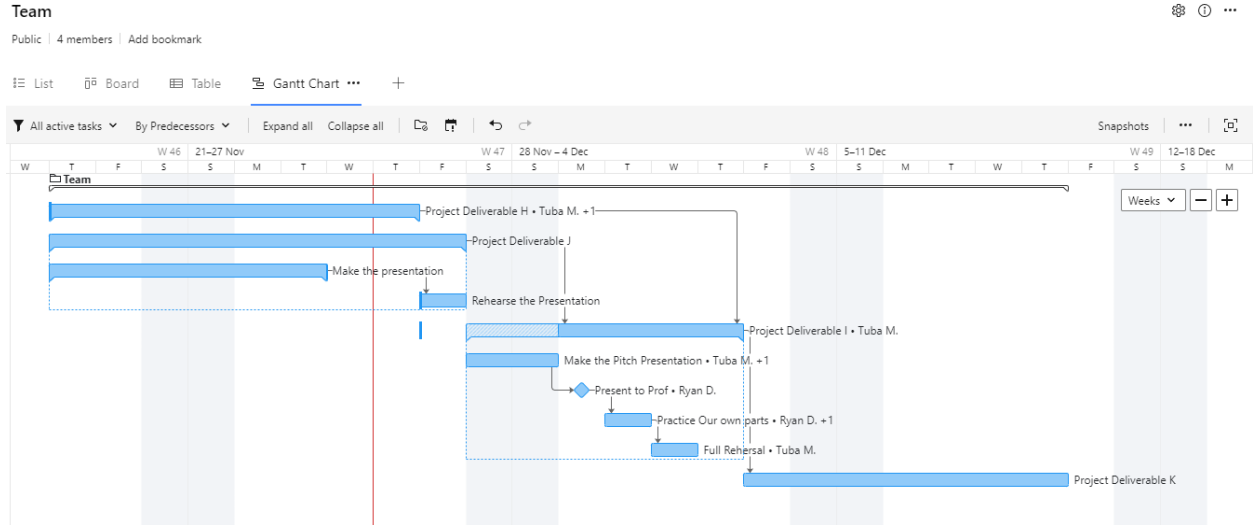 Team
Public | 4 members | Add bookmark
List Board Table Gantt Chart ••• +
All active tasks By Predecessors Expand all Collapse all Snapshots •••
W 46 21–27 Nov W 47 28 Nov – 4 Dec W 48 5–11 Dec W 49 12–18 Dec
W T F S S M T W T F S S M T W T F S S M T W T F S S M
Team
Weeks
Project Deliverable H • Tuba M. +1
Project Deliverable J
Make the presentation
Rehearse the Presentation
Project Deliverable I • Tuba M.
Make the Pitch Presentation • Tuba M. +1
Present to Prof • Ryan D.
Practice Our own parts • Ryan D. +1
Full Rehersal • Tuba M.
Project Deliverable K